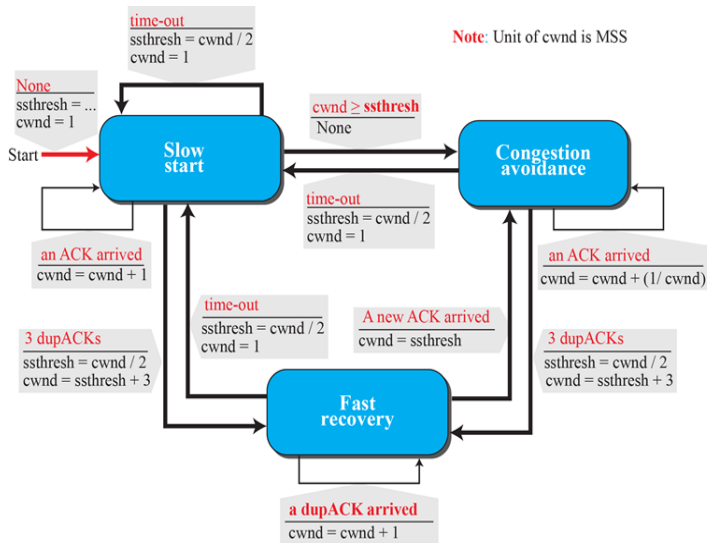 time-out
ssthresh = cwnd / 2
cwnd = 1
Note: Unit of cwnd is MSS
None
ssthresh = ...
cwnd = 1
Start
Slow
start
cwnd ≥ ssthresh
None
Congestion
avoidance
time-out
ssthresh = cwnd / 2
cwnd = 1
an ACK arrived
cwnd = cwnd + 1
an ACK arrived
cwnd = cwnd + (1/ cwnd)
time-out
ssthresh = cwnd / 2
cwnd = 1
A new ACK arrived
cwnd = ssthresh
3 dupACKs
ssthresh = cwnd / 2
cwnd = ssthresh + 3
3 dupACKs
ssthresh = cwnd / 2
cwnd = ssthresh + 3
Fast
recovery
a dupACK arrived
cwnd = cwnd + 1